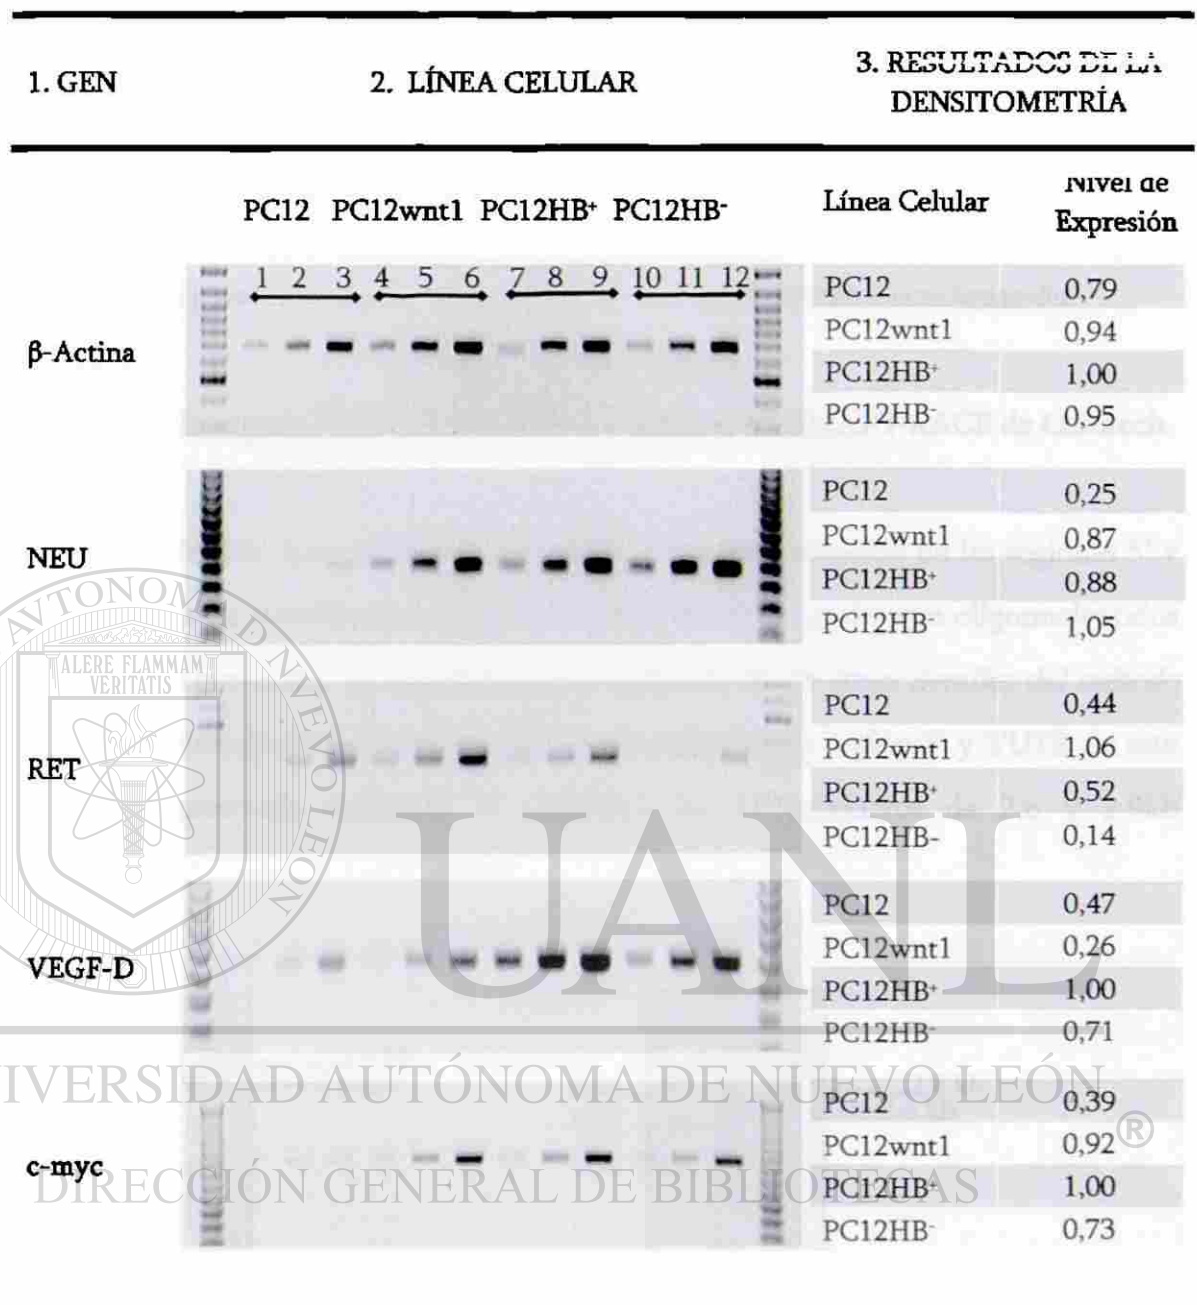 1. GEN
2. LÍNEA CELULAR
3. RESULTADOS DE LA
DENSITOMETRÍA
PC12 PC12wnt1 PC12HB⁺ PC12HB⁻
Línea Celular
Nivel de
Expresión
1 2 3 4 5 6 7 8 9 10 11 12
β-Actina
PC12 0,79
PC12wnt1 0,94
PC12HB⁺ 1,00
PC12HB⁻ 0,95
NEU
PC12 0,25
PC12wnt1 0,87
PC12HB⁺ 0,88
PC12HB⁻ 1,05
RET
PC12 0,44
PC12wnt1 1,06
PC12HB⁺ 0,52
PC12HB- 0,14
VEGF-D
PC12 0,47
PC12wnt1 0,26
PC12HB⁺ 1,00
PC12HB⁻ 0,71
c-myc
PC12 0,39
PC12wnt1 0,92
PC12HB⁺ 1,00
PC12HB⁻ 0,73
ALERE FLAMMAM
VERITATIS
UANL
UNIVERSIDAD AUTÓNOMA DE NUEVO LEÓN
®
DIRECCIÓN GENERAL DE BIBLIOTECAS